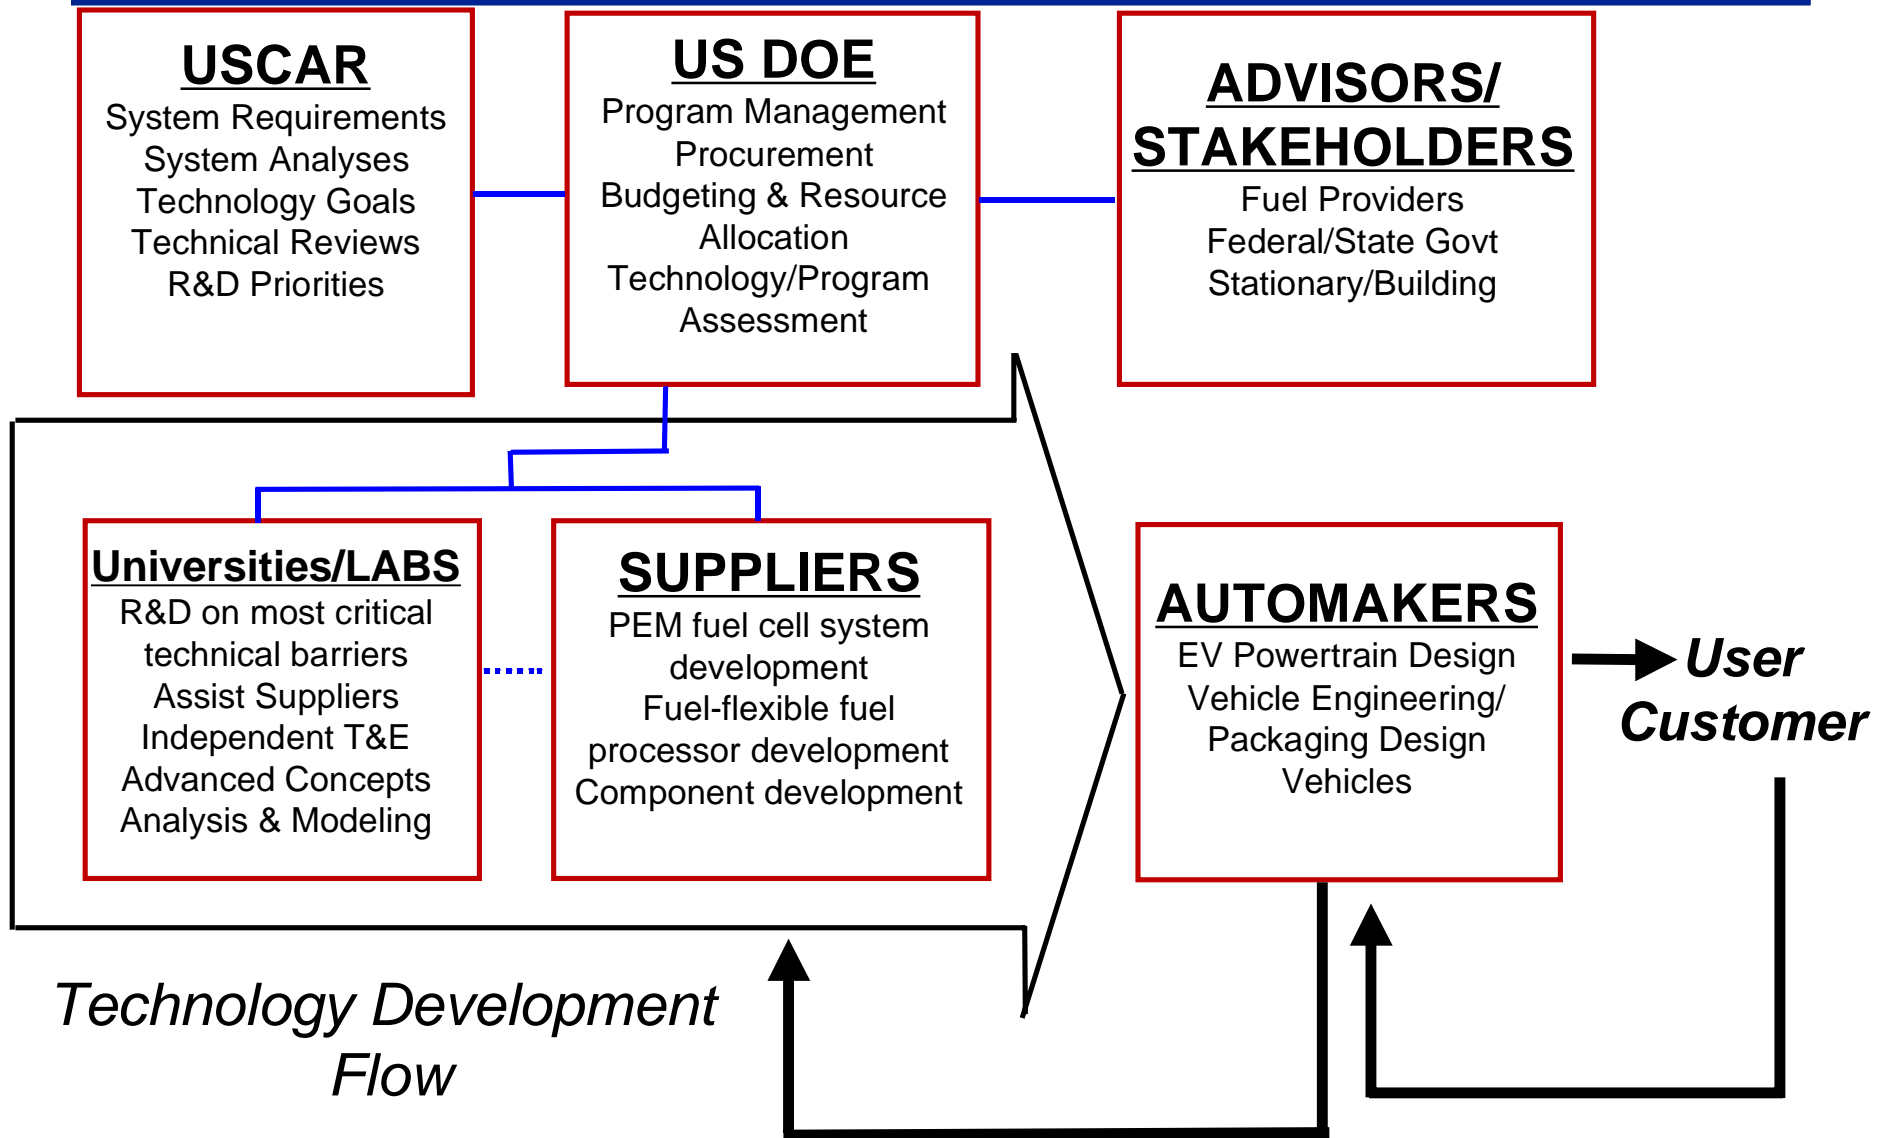 USCAR
System Requirements
System Analyses
Technology Goals
Technical Reviews
R&D Priorities
US DOE
Program Management
Procurement
Budgeting & Resource
Allocation
Technology/Program
Assessment
ADVISORS/
STAKEHOLDERS
Fuel Providers
Federal/State Govt
Stationary/Building
Universities/LABS
R&D on most critical
technical barriers
Assist Suppliers
Independent T&E
Advanced Concepts
Analysis & Modeling
SUPPLIERS
PEM fuel cell system
development
Fuel-flexible fuel
processor development
Component development
AUTOMAKERS
EV Powertrain Design
Vehicle Engineering/
Packaging Design
Vehicles
User
Customer
Technology Development
Flow